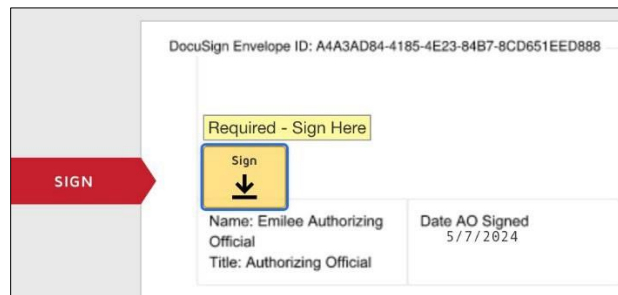 DocuSign Envelope ID: A4A3AD84-4185-4E23-84B7-8CD651EED888
Required - Sign Here
Sign
SIGN
Name: Emilee Authorizing
Official
Title: Authorizing Official
Date AO Signed
5/7/2024